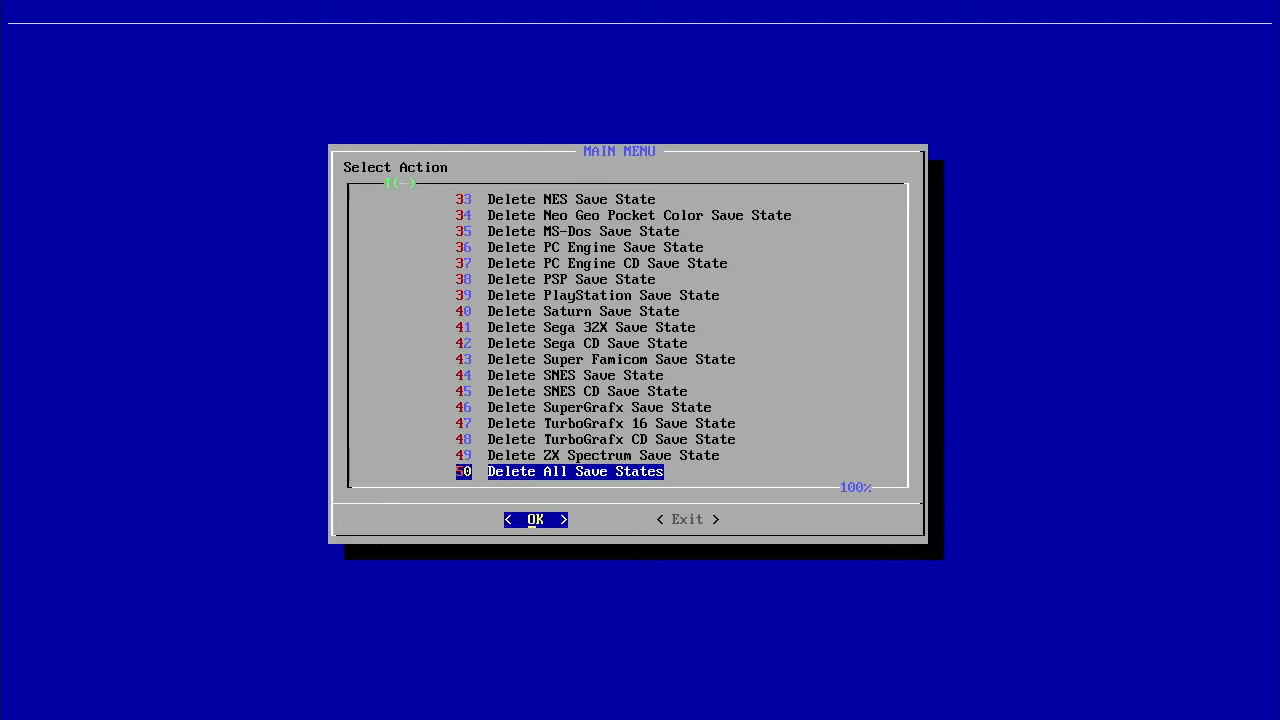 MAIN MENU
Select Action
↑(-)
33 Delete NES Save State
34 Delete Neo Geo Pocket Color Save State
35 Delete MS-Dos Save State
36 Delete PC Engine Save State
37 Delete PC Engine CD Save State
38 Delete PSP Save State
39 Delete PlayStation Save State
40 Delete Saturn Save State
41 Delete Sega 32X Save State
42 Delete Sega CD Save State
43 Delete Super Famicom Save State
44 Delete SNES Save State
45 Delete SNES CD Save State
46 Delete SuperGrafx Save State
47 Delete TurboGrafx 16 Save State
48 Delete TurboGrafx CD Save State
49 Delete ZX Spectrum Save State
50 Delete All Save States
100%
< OK > < Exit >